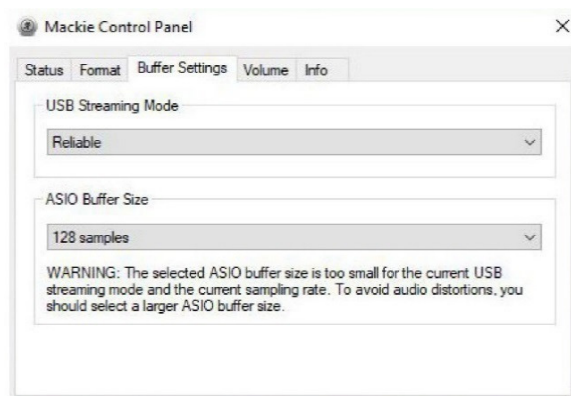 Mackie Control Panel
Status Format Buffer Settings Volume Info
USB Streaming Mode
Reliable
ASIO Buffer Size
128 samples
WARNING: The selected ASIO buffer size is too small for the current USB
streaming mode and the current sampling rate. To avoid audio distortions, you
should select a larger ASIO buffer size.